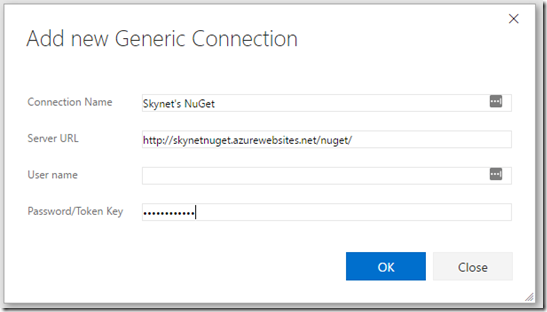 Add new Generic Connection
Connection Name
Skynet's NuGet
Server URL
http://skynetnuget.azurewebsites.net/nuget/
User name
Password/Token Key
••••••••••••
OK
Close